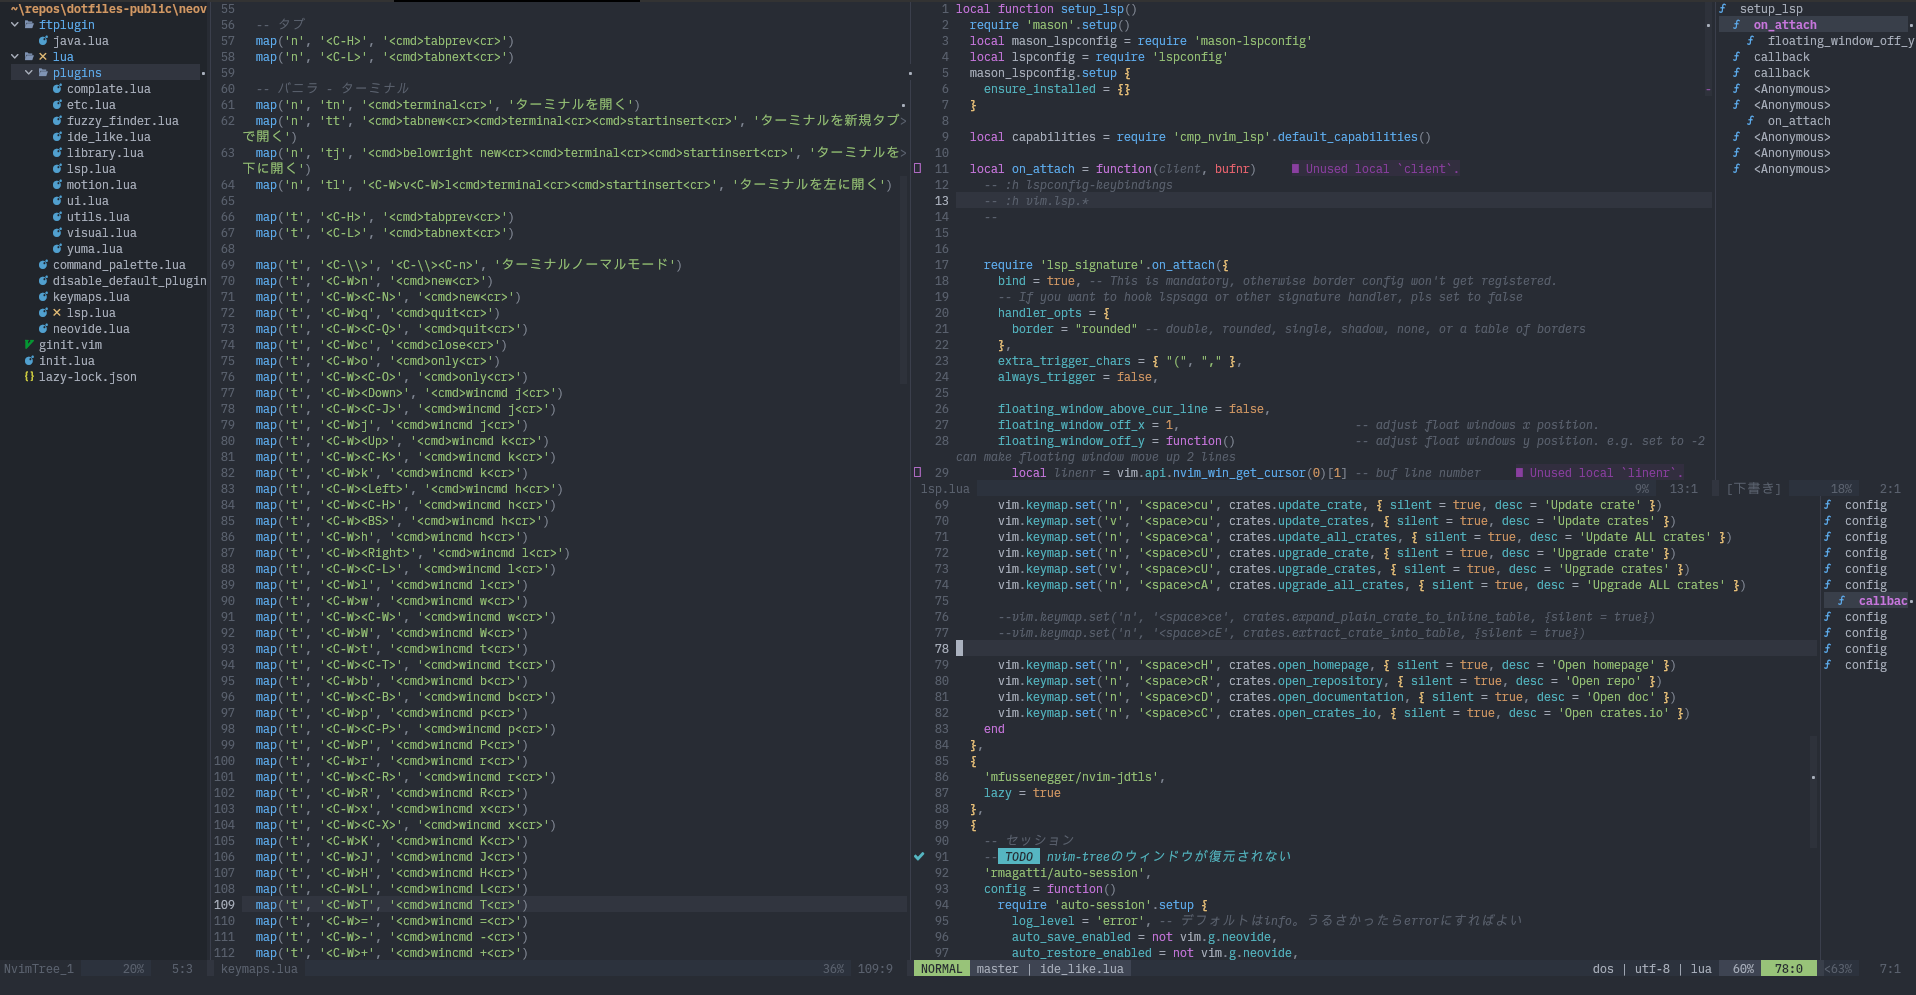 ~\repos\dotfiles-public\neov
ftplugin
java.lua
lua
plugins
complate.lua
etc.lua
fuzzy_finder.lua
ide_like.lua
library.lua
lsp.lua
motion.lua
ui.lua
utils.lua
visual.lua
yuma.lua
command_palette.lua
disable_default_plugin
keymaps.lua
lsp.lua
neovide.lua
ginit.vim
init.lua
{} lazy-lock.json
NvimTree_1 20% 5:3
55
56 -- タブ
57 map('n', '<C-H>', '<cmd>tabprev<cr>')
58 map('n', '<C-L>', '<cmd>tabnext<cr>')
59
60 -- バニラ - ターミナル
61 map('n', 'tn', '<cmd>terminal<cr>', 'ターミナルを開く')
62 map('n', 'tt', '<cmd>tabnew<cr><cmd>terminal<cr><cmd>startinsert<cr>', 'ターミナルを新規タブ>
で開く')
63 map('n', 'tj', '<cmd>belowright new<cr><cmd>terminal<cr><cmd>startinsert<cr>', 'ターミナルを>
下に開く')
64 map('n', 'tl', '<C-W>v<C-W>l<cmd>terminal<cr><cmd>startinsert<cr>', 'ターミナルを左に開く')
65
66 map('t', '<C-H>', '<cmd>tabprev<cr>')
67 map('t', '<C-L>', '<cmd>tabnext<cr>')
68
69 map('t', '<C-\\>', '<C-\\><C-n>', 'ターミナルノーマルモード')
70 map('t', '<C-W>n', '<cmd>new<cr>')
71 map('t', '<C-W><C-N>', '<cmd>new<cr>')
72 map('t', '<C-W>q', '<cmd>quit<cr>')
73 map('t', '<C-W><C-Q>', '<cmd>quit<cr>')
74 map('t', '<C-W>c', '<cmd>close<cr>')
75 map('t', '<C-W>o', '<cmd>only<cr>')
76 map('t', '<C-W><C-O>', '<cmd>only<cr>')
77 map('t', '<C-W><Down>', '<cmd>wincmd j<cr>')
78 map('t', '<C-W><C-J>', '<cmd>wincmd j<cr>')
79 map('t', '<C-W>j', '<cmd>wincmd j<cr>')
80 map('t', '<C-W><Up>', '<cmd>wincmd k<cr>')
81 map('t', '<C-W><C-K>', '<cmd>wincmd k<cr>')
82 map('t', '<C-W>k', '<cmd>wincmd k<cr>')
83 map('t', '<C-W><Left>', '<cmd>wincmd h<cr>')
84 map('t', '<C-W><C-H>', '<cmd>wincmd h<cr>')
85 map('t', '<C-W><BS>', '<cmd>wincmd h<cr>')
86 map('t', '<C-W>h', '<cmd>wincmd h<cr>')
87 map('t', '<C-W><Right>', '<cmd>wincmd l<cr>')
88 map('t', '<C-W><C-L>', '<cmd>wincmd l<cr>')
89 map('t', '<C-W>l', '<cmd>wincmd l<cr>')
90 map('t', '<C-W>w', '<cmd>wincmd w<cr>')
91 map('t', '<C-W><C-W>', '<cmd>wincmd w<cr>')
92 map('t', '<C-W>W', '<cmd>wincmd W<cr>')
93 map('t', '<C-W>t', '<cmd>wincmd t<cr>')
94 map('t', '<C-W><C-T>', '<cmd>wincmd t<cr>')
95 map('t', '<C-W>b', '<cmd>wincmd b<cr>')
96 map('t', '<C-W><C-B>', '<cmd>wincmd b<cr>')
97 map('t', '<C-W>p', '<cmd>wincmd p<cr>')
98 map('t', '<C-W><C-P>', '<cmd>wincmd p<cr>')
99 map('t', '<C-W>P', '<cmd>wincmd P<cr>')
100 map('t', '<C-W>r', '<cmd>wincmd r<cr>')
101 map('t', '<C-W><C-R>', '<cmd>wincmd r<cr>')
102 map('t', '<C-W>R', '<cmd>wincmd R<cr>')
103 map('t', '<C-W>x', '<cmd>wincmd x<cr>')
104 map('t', '<C-W><C-X>', '<cmd>wincmd x<cr>')
105 map('t', '<C-W>K', '<cmd>wincmd K<cr>')
106 map('t', '<C-W>J', '<cmd>wincmd J<cr>')
107 map('t', '<C-W>H', '<cmd>wincmd H<cr>')
108 map('t', '<C-W>L', '<cmd>wincmd L<cr>')
109 map('t', '<C-W>T', '<cmd>wincmd T<cr>')
110 map('t', '<C-W>=', '<cmd>wincmd =<cr>')
111 map('t', '<C-W>-', '<cmd>wincmd -<cr>')
112 map('t', '<C-W>+', '<cmd>wincmd +<cr>')
keymaps.lua 36% 109:9
1 local function setup_lsp()
2 require 'mason'.setup()
3 local mason_lspconfig = require 'mason-lspconfig'
4 local lspconfig = require 'lspconfig'
5 mason_lspconfig.setup {
6 ensure_installed = {}
7 }
8
9 local capabilities = require 'cmp_nvim_lsp'.default_capabilities()
10
11 local on_attach = function(client, bufnr) ■ Unused local `client`.
12 -- :h lspconfig-keybindings
13 -- :h vim.lsp.*
14 --
15
16
17 require 'lsp_signature'.on_attach({
18 bind = true, -- This is mandatory, otherwise border config won't get registered.
19 -- If you want to hook lspsaga or other signature handler, pls set to false
20 handler_opts = {
21 border = "rounded" -- double, rounded, single, shadow, none, or a table of borders
22 },
23 extra_trigger_chars = { "(", "," },
24 always_trigger = false,
25
26 floating_window_above_cur_line = false,
27 floating_window_off_x = 1, -- adjust float windows x position.
28 floating_window_off_y = function() -- adjust float windows y position. e.g. set to -2
can make floating window move up 2 lines
29 local linenr = vim.api.nvim_win_get_cursor(0)[1] -- buf line number ■ Unused local `linenr`.
lsp.lua 9% 13:1
f setup_lsp
f on_attach
f floating_window_off_y
f callback
f callback
f <Anonymous>
f <Anonymous>
f on_attach
f <Anonymous>
f <Anonymous>
f <Anonymous>
[下書き] 18% 2:1
69 vim.keymap.set('n', '<space>cu', crates.update_crate, { silent = true, desc = 'Update crate' })
70 vim.keymap.set('v', '<space>cu', crates.update_crates, { silent = true, desc = 'Update crates' })
71 vim.keymap.set('n', '<space>ca', crates.update_all_crates, { silent = true, desc = 'Update ALL crates' })
72 vim.keymap.set('n', '<space>cU', crates.upgrade_crate, { silent = true, desc = 'Upgrade crate' })
73 vim.keymap.set('v', '<space>cU', crates.upgrade_crates, { silent = true, desc = 'Upgrade crates' })
74 vim.keymap.set('n', '<space>cA', crates.upgrade_all_crates, { silent = true, desc = 'Upgrade ALL crates' })
75
76 --vim.keymap.set('n', '<space>ce', crates.expand_plain_crate_to_inline_table, {silent = true})
77 --vim.keymap.set('n', '<space>cE', crates.extract_crate_into_table, {silent = true})
78
79 vim.keymap.set('n', '<space>cH', crates.open_homepage, { silent = true, desc = 'Open homepage' })
80 vim.keymap.set('n', '<space>cR', crates.open_repository, { silent = true, desc = 'Open repo' })
81 vim.keymap.set('n', '<space>cD', crates.open_documentation, { silent = true, desc = 'Open doc' })
82 vim.keymap.set('n', '<space>cC', crates.open_crates_io, { silent = true, desc = 'Open crates.io' })
83 end
84 },
85 {
86 'mfussenegger/nvim-jdtls',
87 lazy = true
88 },
89 {
90 -- セッション
91 -- TODO nvim-treeのウィンドウが復元されない
92 'rmagatti/auto-session',
93 config = function()
94 require 'auto-session'.setup {
95 log_level = 'error', -- デフォルトはinfo。うるさかったらerrorにすればよい
96 auto_save_enabled = not vim.g.neovide,
97 auto_restore_enabled = not vim.g.neovide,
NORMAL master | ide_like.lua dos | utf-8 | lua 60% 78:0
f config
f config
f config
f config
f config
f config
f callbac
f config
f config
f config
f config
<63% 7:1